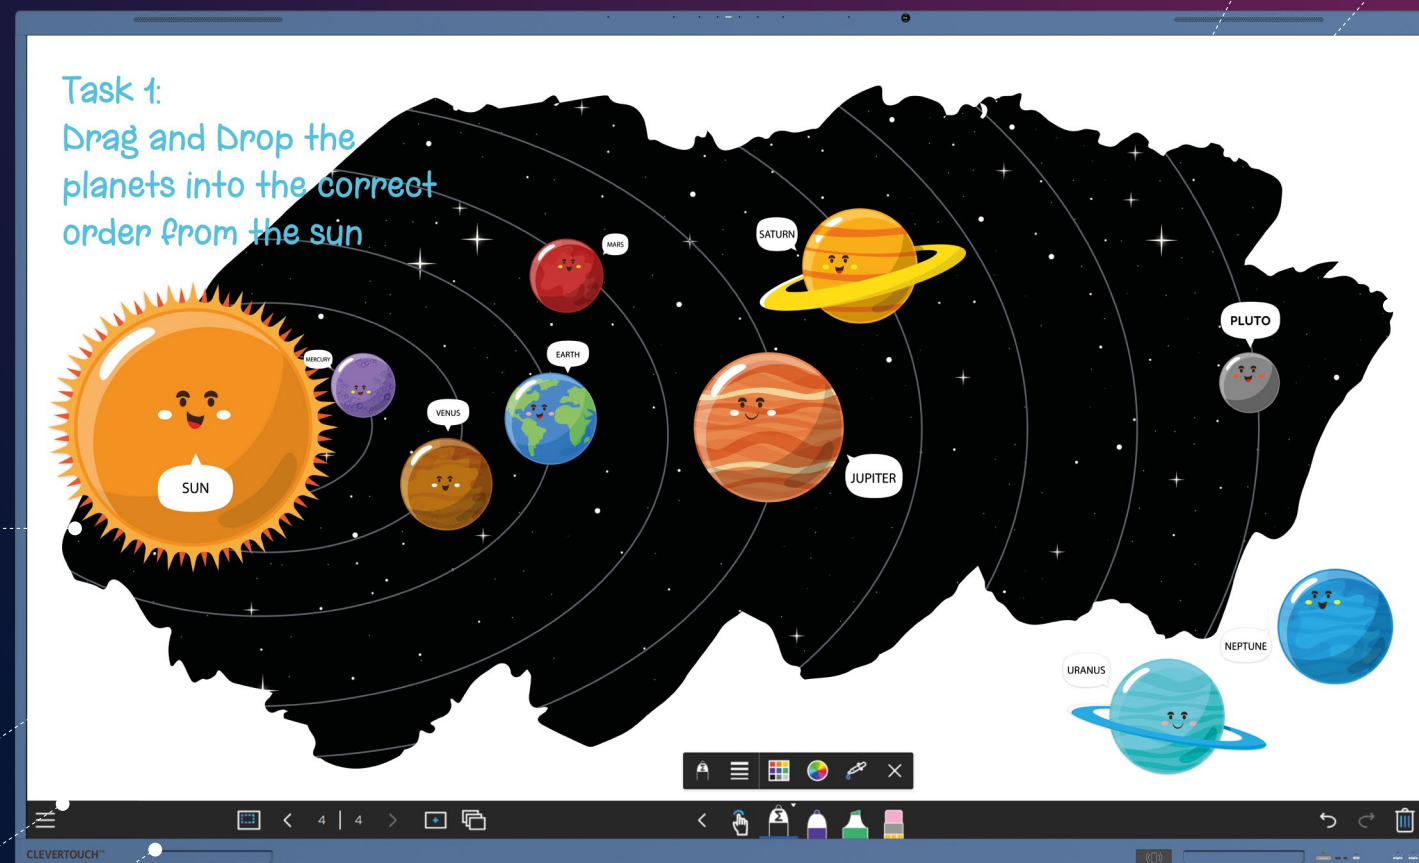 Task 1:
Drag and Drop the
planets into the correct
order from the sun
SATURN
MARS
PLUTO
EARTH
MERCURY
VENUS
JUPITER
SUN
NEPTUNE
URANUS
4 | 4
CLEVERTOUCH™